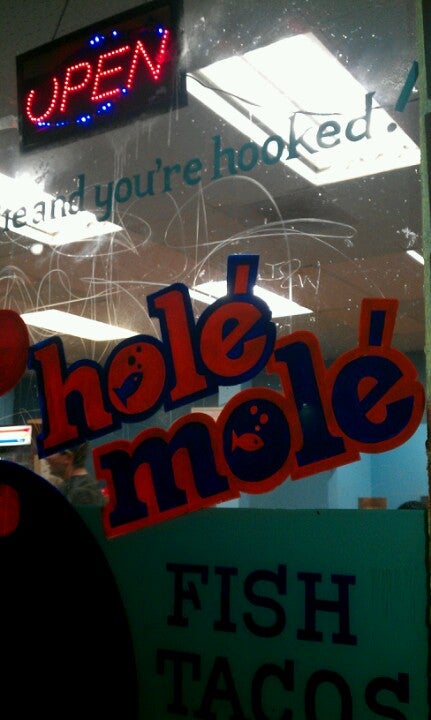 OPEN
and you're hooked!
holé
molé
FISH
TACOS